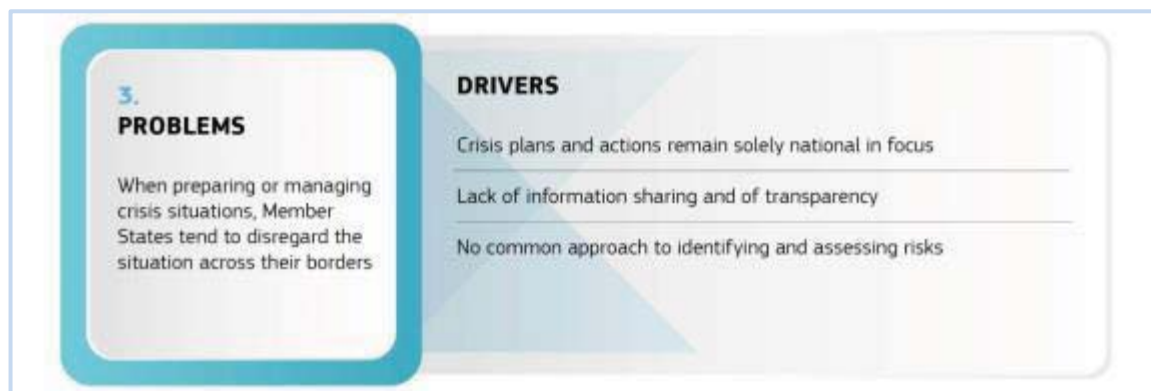 3.
PROBLEMS
When preparing or managing
crisis situations, Member
States tend to disregard the
situation across their borders
DRIVERS
Crisis plans and actions remain solely national in focus
Lack of information sharing and of transparency
No common approach to identifying and assessing risks